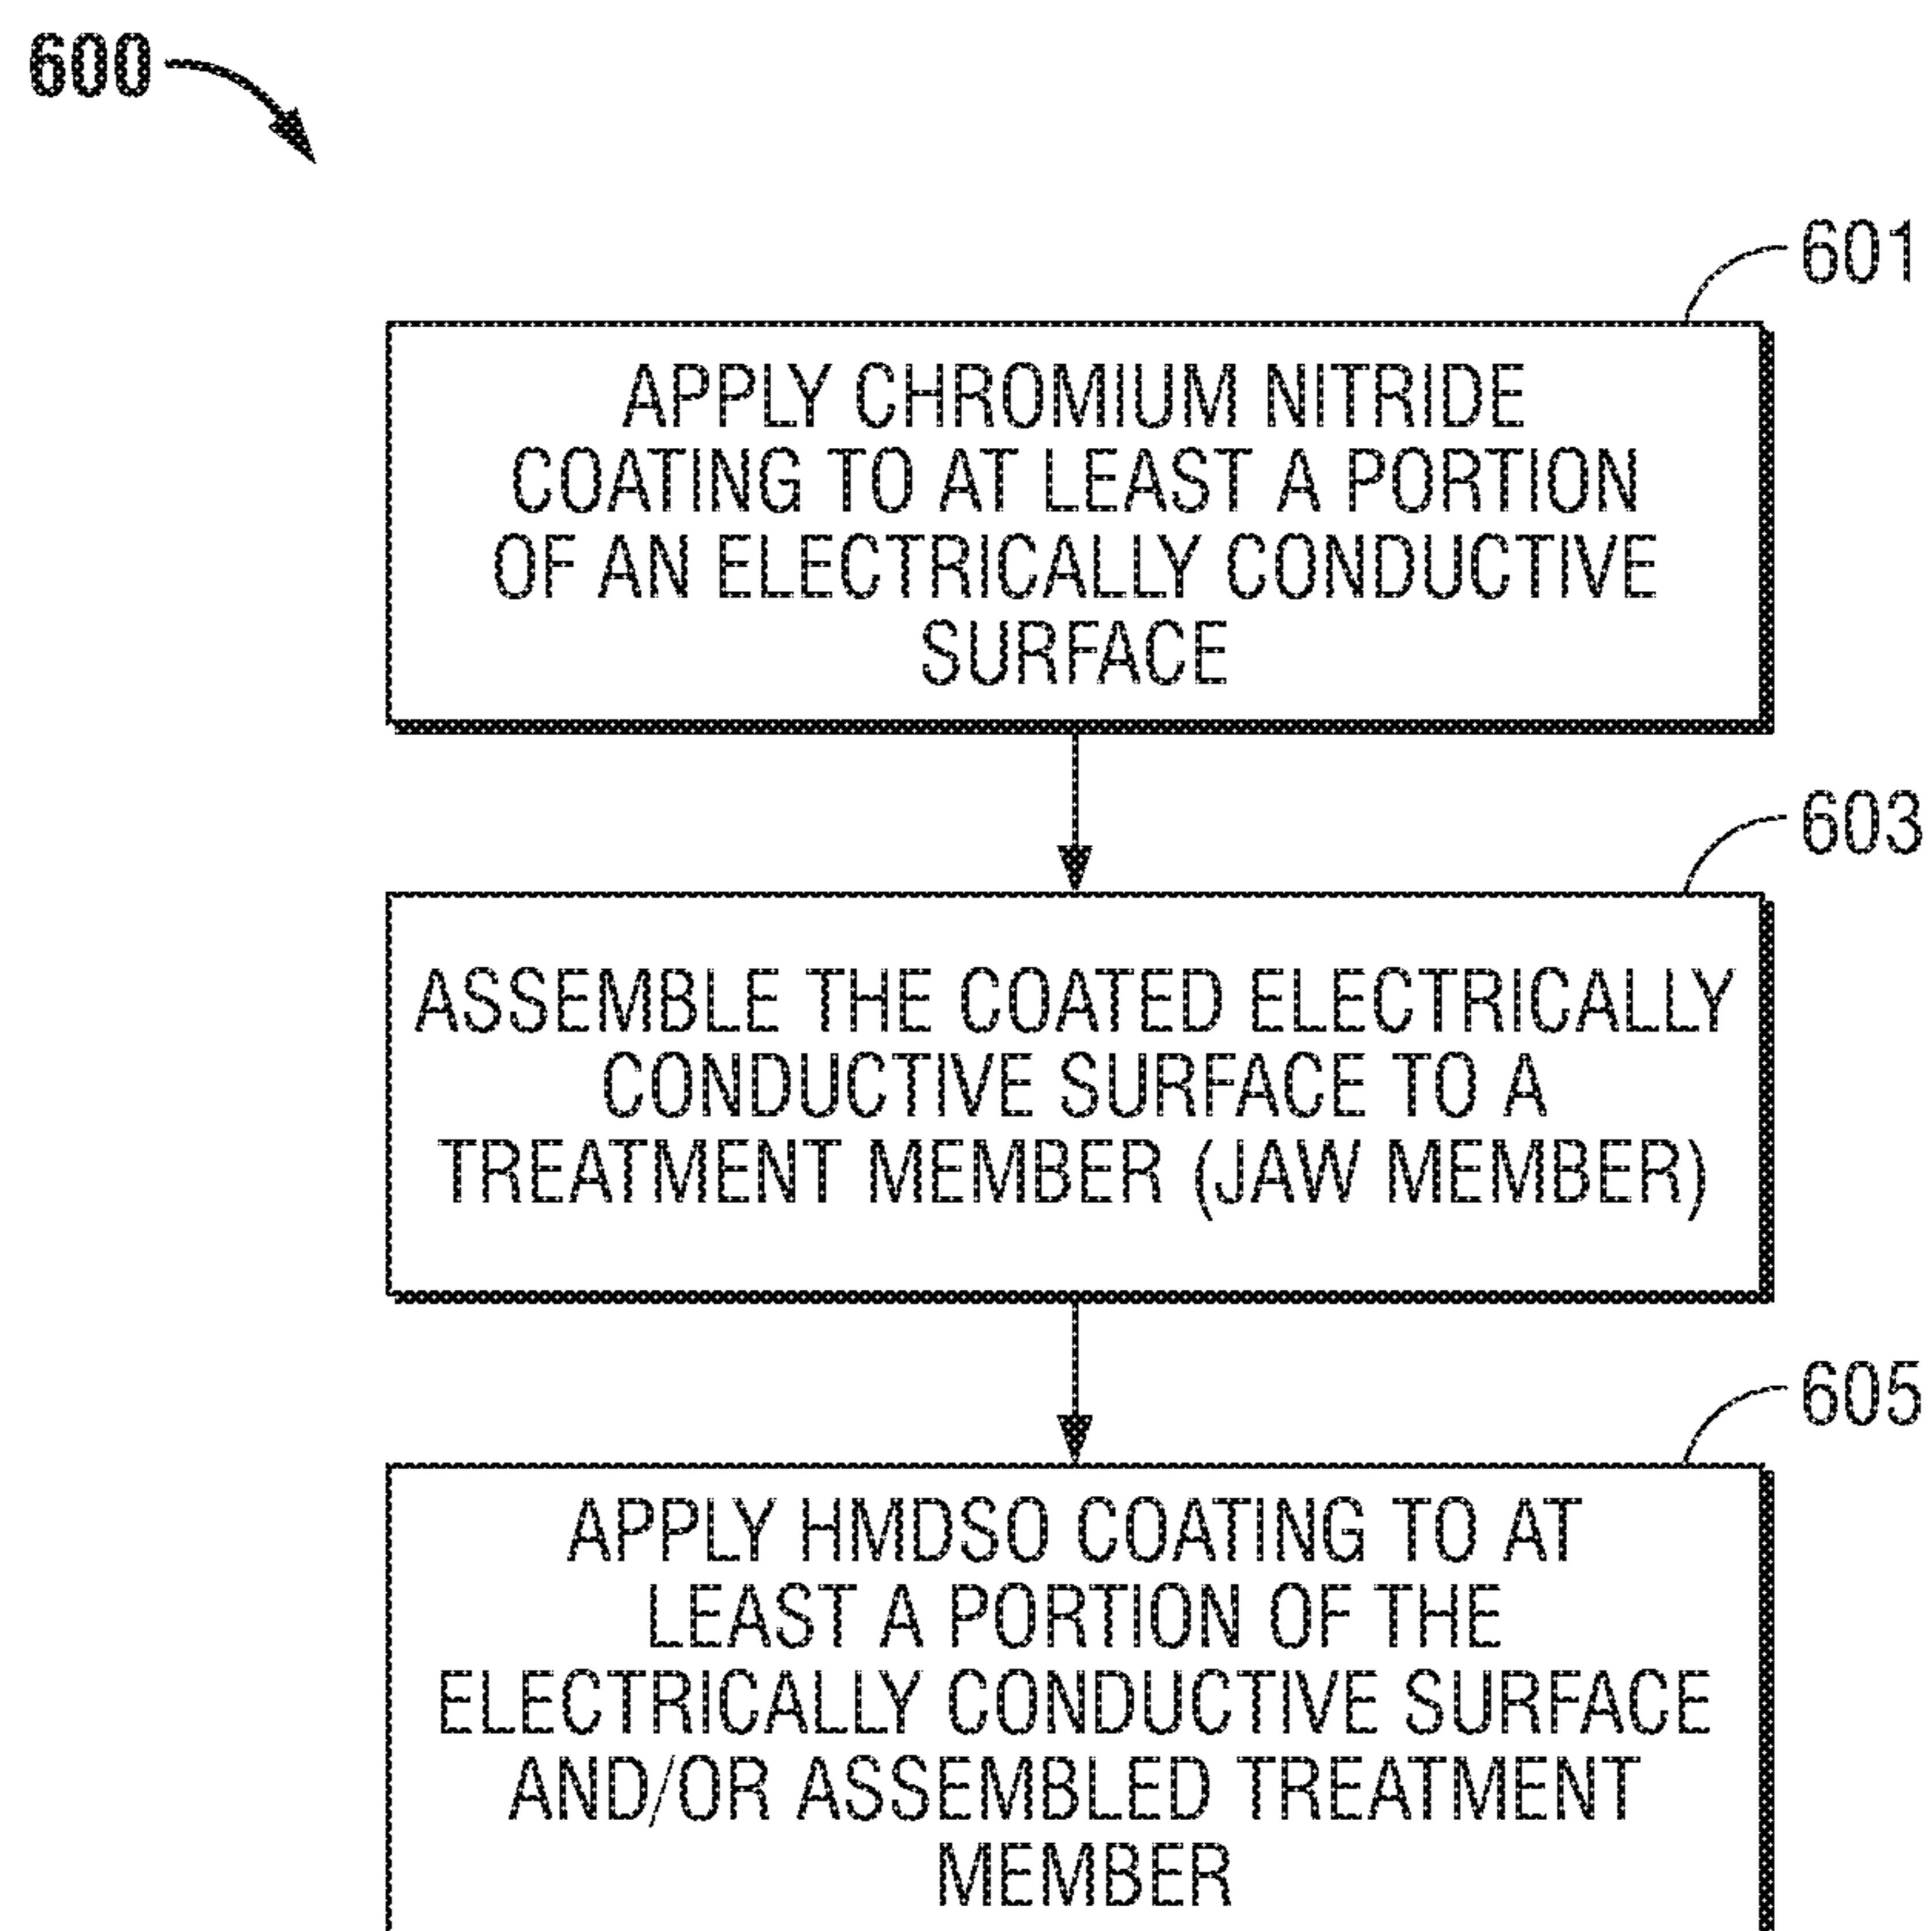 600
601
APPLY CHROMIUM NITRIDE
COATING TO AT LEAST A PORTION
OF AN ELECTRICALLY CONDUCTIVE
SURFACE
603
ASSEMBLE THE COATED ELECTRICALLY
CONDUCTIVE SURFACE TO A
TREATMENT MEMBER (JAW MEMBER)
605
APPLY HMDSO COATING TO AT
LEAST A PORTION OF THE
ELECTRICALLY CONDUCTIVE SURFACE
AND/OR ASSEMBLED TREATMENT
MEMBER